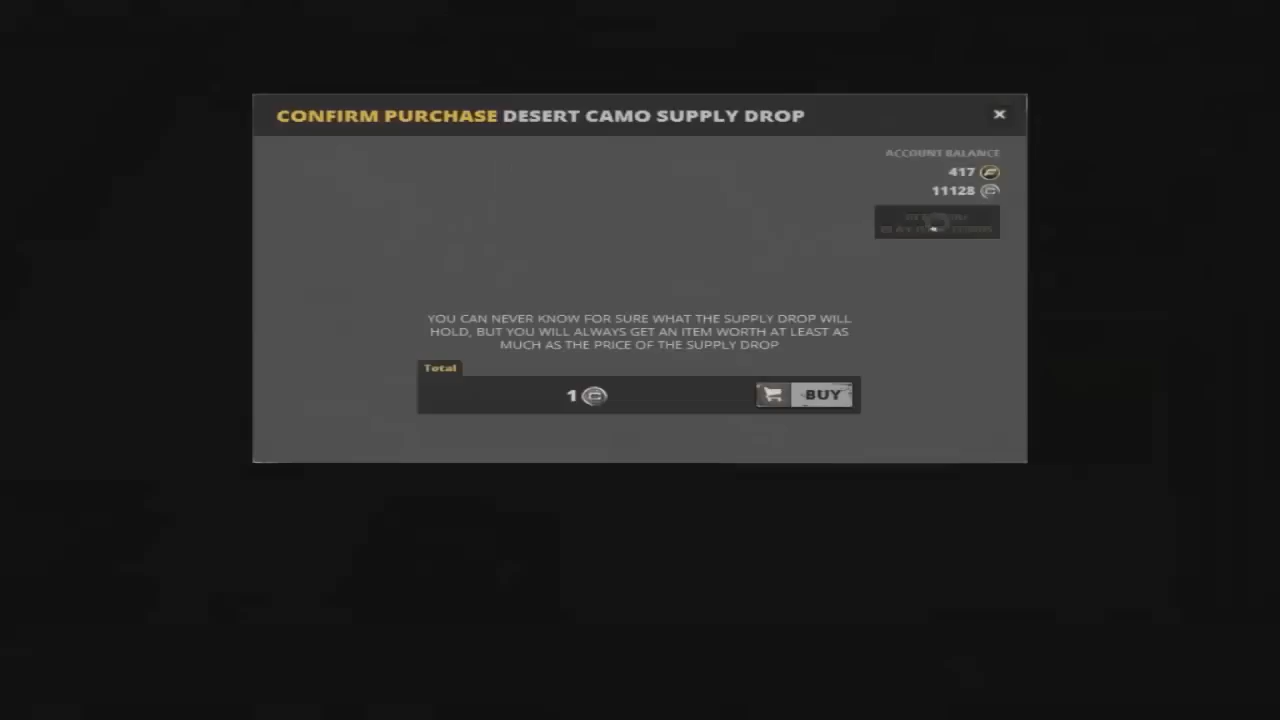 CONFIRM PURCHASE DESERT CAMO SUPPLY DROP
ACCOUNT BALANCE
417
11128
YOU CAN NEVER KNOW FOR SURE WHAT THE SUPPLY DROP WILL
HOLD, BUT YOU WILL ALWAYS GET AN ITEM WORTH AT LEAST AS
MUCH AS THE PRICE OF THE SUPPLY DROP
Total
1
BUY